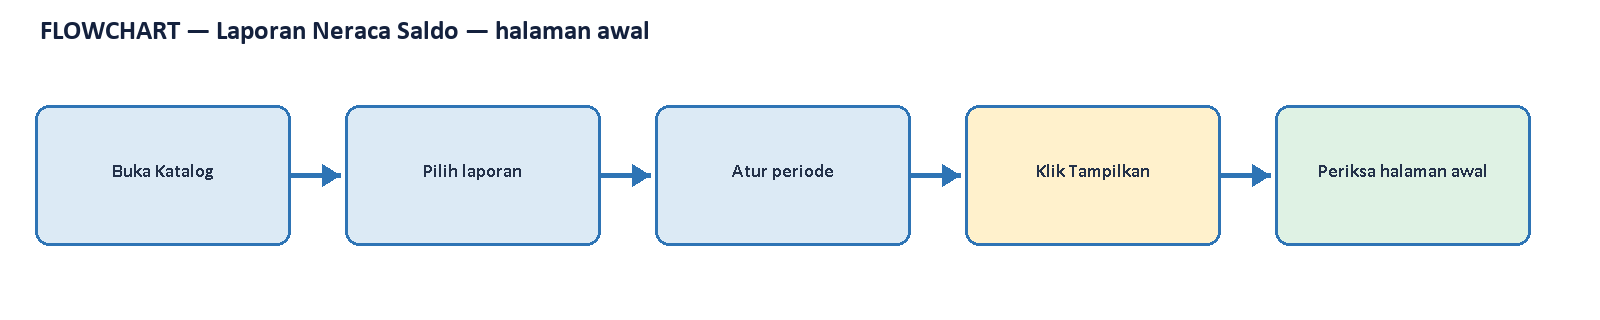 FLOWCHART — Laporan Neraca Saldo — halaman awal
Buka Katalog
Pilih laporan
Atur periode
Klik Tampilkan
Periksa halaman awal